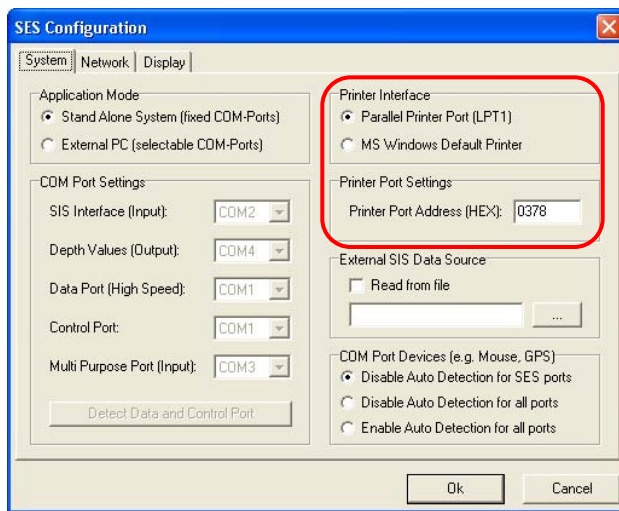 SES Configuration
System
Network
Display
Application Mode
Stand Alone System (fixed COM-Ports)
External PC (selectable COM-Ports)
COM Port Settings
SIS Interface (Input): COM2
Depth Values (Output): COM4
Data Port (High Speed): COM1
Control Port: COM1
Multi Purpose Port (Input): COM3
Detect Data and Control Port
Printer Interface
Parallel Printer Port (LPT1)
MS Windows Default Printer
Printer Port Settings
Printer Port Address (HEX): 0378
External SIS Data Source
Read from file
...
COM Port Devices (e.g. Mouse, GPS)
Disable Auto Detection for SES ports
Disable Auto Detection for all ports
Enable Auto Detection for all ports
Ok
Cancel